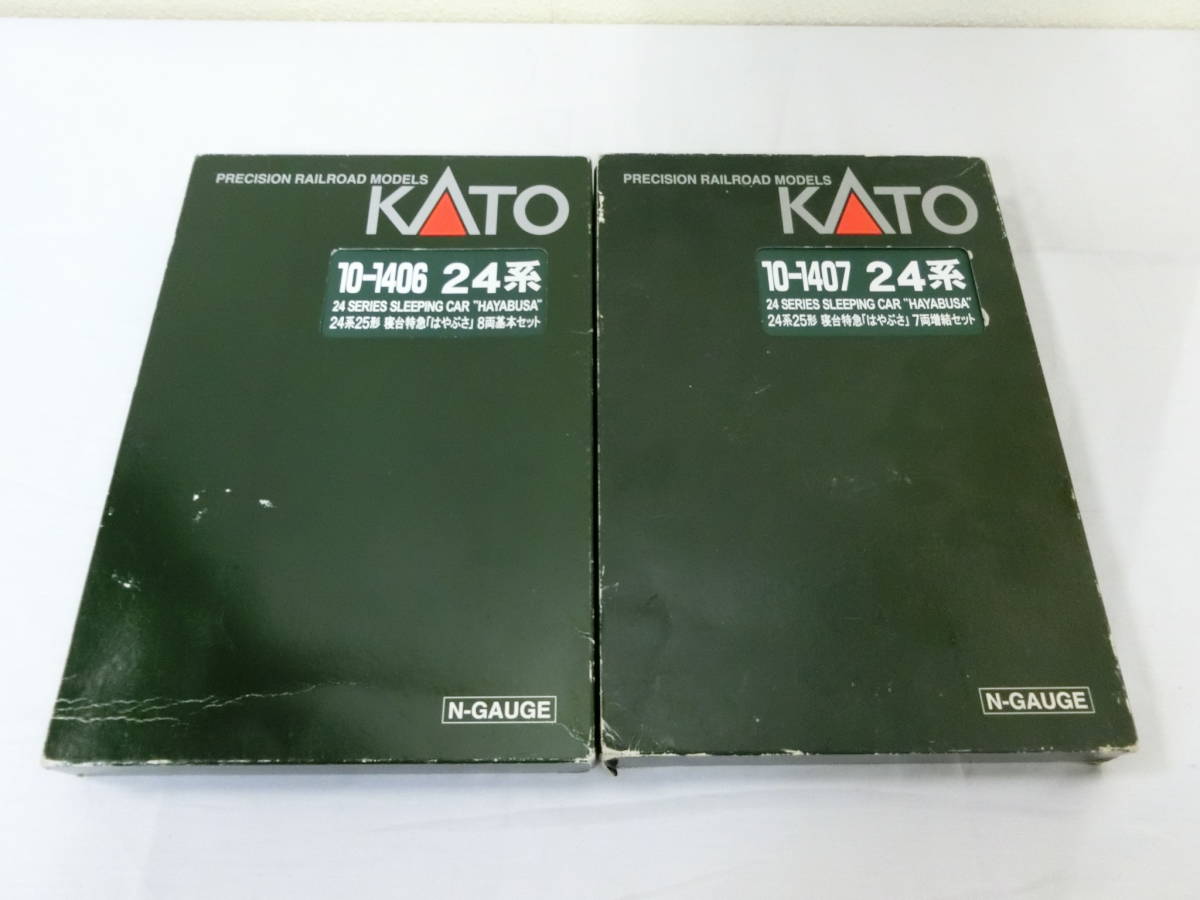 PRECISION RAILROAD MODELS
KATO
10-1406 24系
24 SERIES SLEEPING CAR "HAYABUSA"
24系25形 寝台特急「はやぶさ」 8両基本セット
N-GAUGE
PRECISION RAILROAD MODELS
KATO
10-1407 24系
24 SERIES SLEEPING CAR "HAYABUSA"
24系25形 寝台特急「はやぶさ」 7両増結セット
N-GAUGE